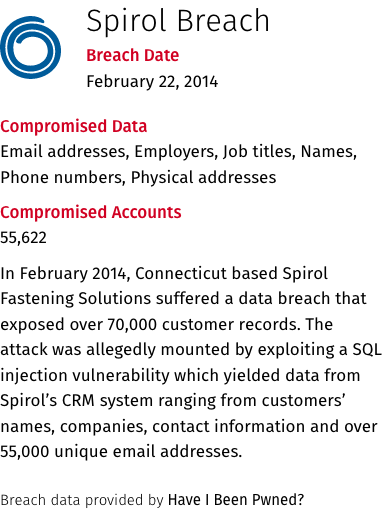 Spirol Breach
Breach Date
February 22, 2014
Compromised Data
Email addresses, Employers, Job titles, Names,
Phone numbers, Physical addresses
Compromised Accounts
55,622
In February 2014, Connecticut based Spirol
Fastening Solutions suffered a data breach that
exposed over 70,000 customer records. The
attack was allegedly mounted by exploiting a SQL
injection vulnerability which yielded data from
Spirol’s CRM system ranging from customers’
names, companies, contact information and over
55,000 unique email addresses.
Breach data provided by Have I Been Pwned?